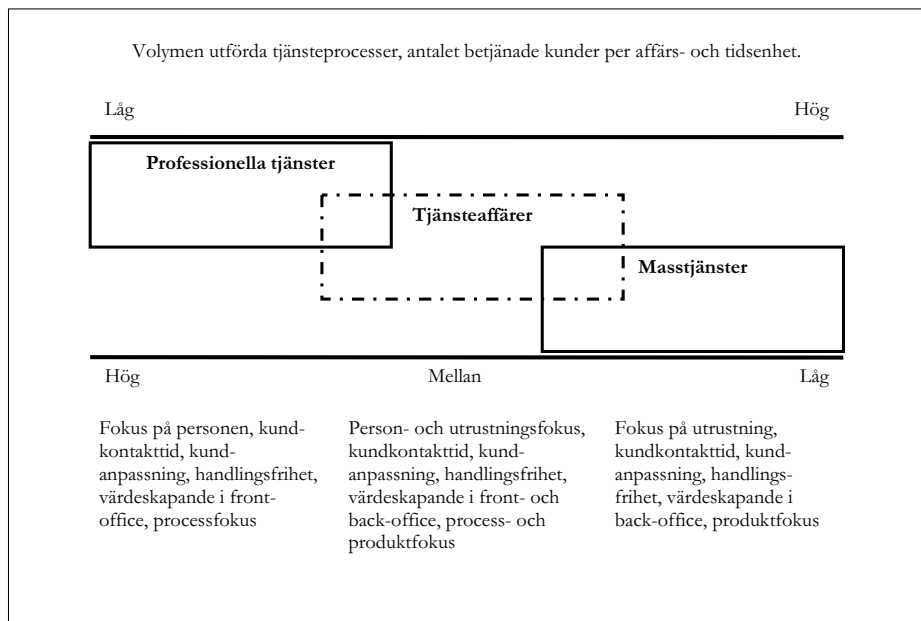 Volymen utförda tjänsteprocesser, antalet betjänade kunder per affärs- och tidsenhet.
Låg
Hög
Professionella tjänster
Tjänsteaffärer
Masstjänster
Hög
Mellan
Låg
Fokus på personen, kund-
kontakttid, kund-
anpassning, handlingsfrihet,
värdeskapande i front-
office, processfokus
Person- och utrustningsfokus,
kundkontakttid, kund-
anpassning, handlingsfrihet,
värdeskapande i front- och
back-office, process- och
produktfokus
Fokus på utrustning,
kundkontakttid, kund-
anpassning, handlings-
frihet, värdeskapande i
back-office, produktfokus